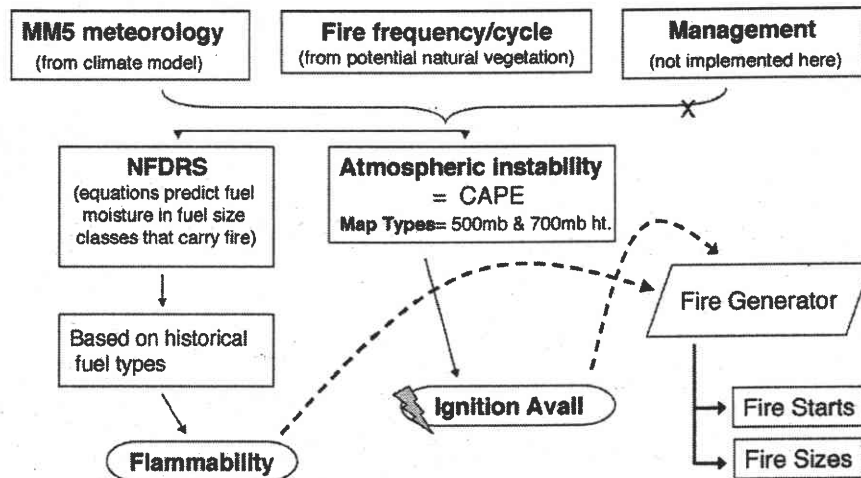 MM5 meteorology
(from climate model)
Fire frequency/cycle
(from potential natural vegetation)
Management
(not implemented here)
X
NFDRS
(equations predict fuel
moisture in fuel size
classes that carry fire)
Atmospheric instability
= CAPE
Map Types= 500mb & 700mb ht.
Based on historical
fuel types
Flammability
Ignition Avail
Fire Generator
Fire Starts
Fire Sizes